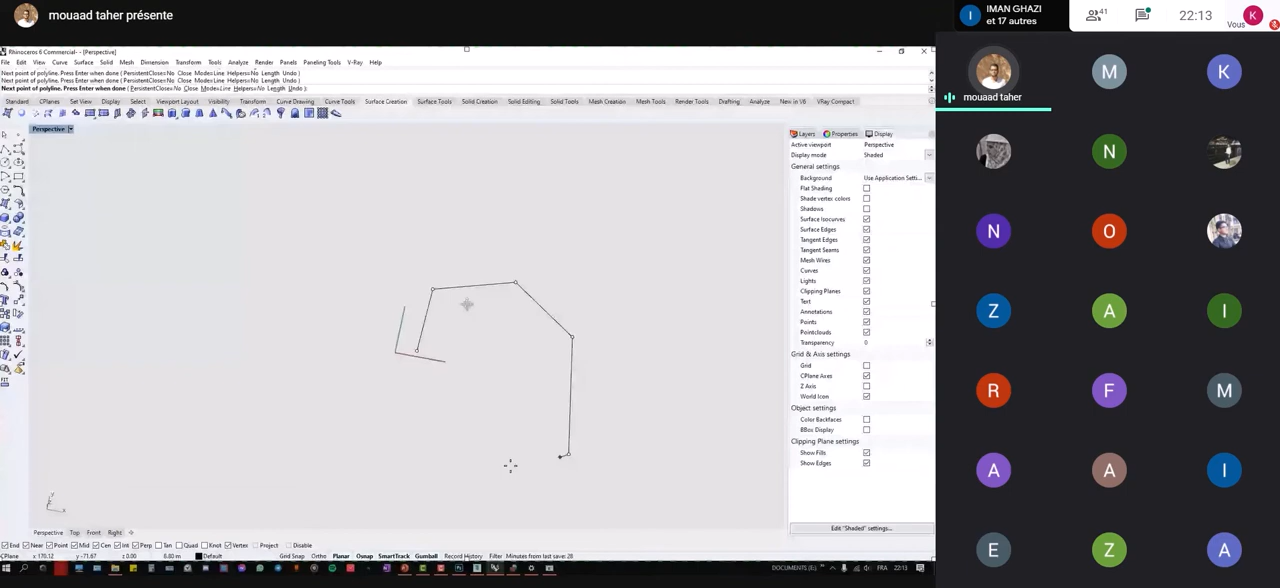 mouaad taher présente
IMAN GHAZI
et 17 autres
41
22:13
Vous
Rhinoceros 6 Commercial - [Perspective]
File Edit View Curve Surface Solid Mesh Dimension Transform Tools Analyze Render Panels Paneling Tools V-Ray Help
Next point of polyline. Press Enter when done ( PersistentClose=No Close Mode=Line Helpers=No Length Undo )
Next point of polyline. Press Enter when done ( PersistentClose=No Close Mode=Line Helpers=No Length Undo )
Next point of polyline. Press Enter when done ( PersistentClose=No Close Mode=Line Helpers=No Length Undo ):
Standard CPlanes Set View Display Select Viewport Layout Visibility Transform Curve Drawing Curve Tools Surface Creation Surface Tools Solid Creation Solid Editing Solid Tools Mesh Creation Mesh Tools Render Tools Drafting Analyze New in V6 VRay Compact
Perspective
Layers Properties Display
Active viewport Perspective
Display mode Shaded
General settings
Background Use Application Setti...
Flat Shading
Shade vertex colors
Shadows
Surface Isocurves
Surface Edges
Tangent Edges
Tangent Seams
Mesh Wires
Curves
Lights
Clipping Planes
Text
Annotations
Points
Pointclouds
Transparency 0
Grid & Axis settings
Grid
CPlane Axes
Z Axis
World Icon
Object settings
Color Backfaces
BBox Display
Clipping Plane settings
Show Fills
Show Edges
Edit "Shaded" settings...
y
x
Perspective Top Front Right
End Near Point Mid Cen Int Perp Tan Quad Knot Vertex Project Disable
CPlane x 170.12 y -71.67 z 0.00 8.80 m Default Grid Snap Ortho Planar Osnap SmartTrack Gumball Record History Filter Minutes from last save: 28
DOCUMENTS (E:) FRA 22:13
mouaad taher
M
K
K
N
N
O
Z
A
I
R
F
M
A
A
I
E
Z
A